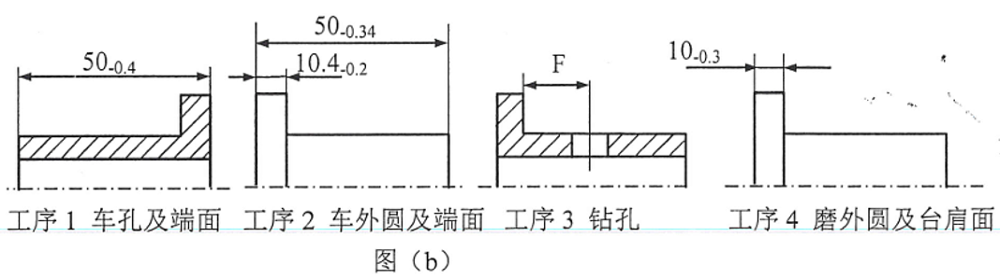 50-0.34
50-0.4
10.4-0.2
F
10-0.3
工序1 车孔及端面
工序2 车外圆及端面
工序3 钻孔
工序4 磨外圆及台肩面
图（b）